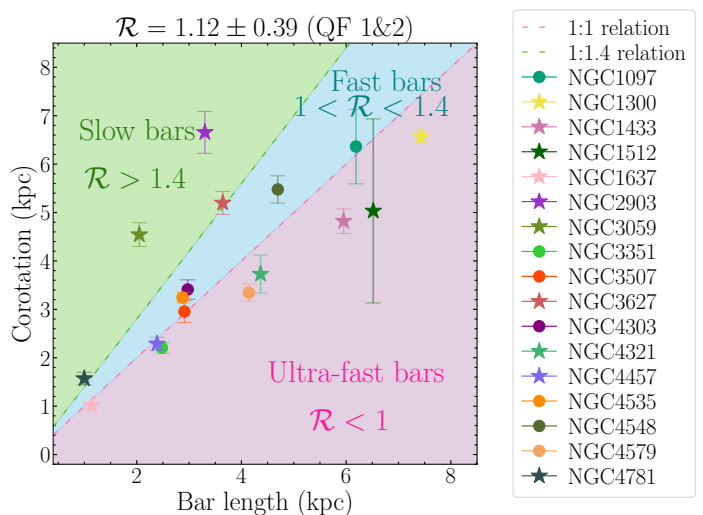 ℛ = 1.12 ± 0.39 (QF 1&2)
Fast bars
1 < ℛ < 1.4
Slow bars
ℛ > 1.4
Ultra-fast bars
ℛ < 1
Corotation (kpc)
8
7
6
5
4
3
2
1
0
2
4
6
8
Bar length (kpc)
1:1 relation
1:1.4 relation
NGC1097
NGC1300
NGC1433
NGC1512
NGC1637
NGC2903
NGC3059
NGC3351
NGC3507
NGC3627
NGC4303
NGC4321
NGC4457
NGC4535
NGC4548
NGC4579
NGC4781